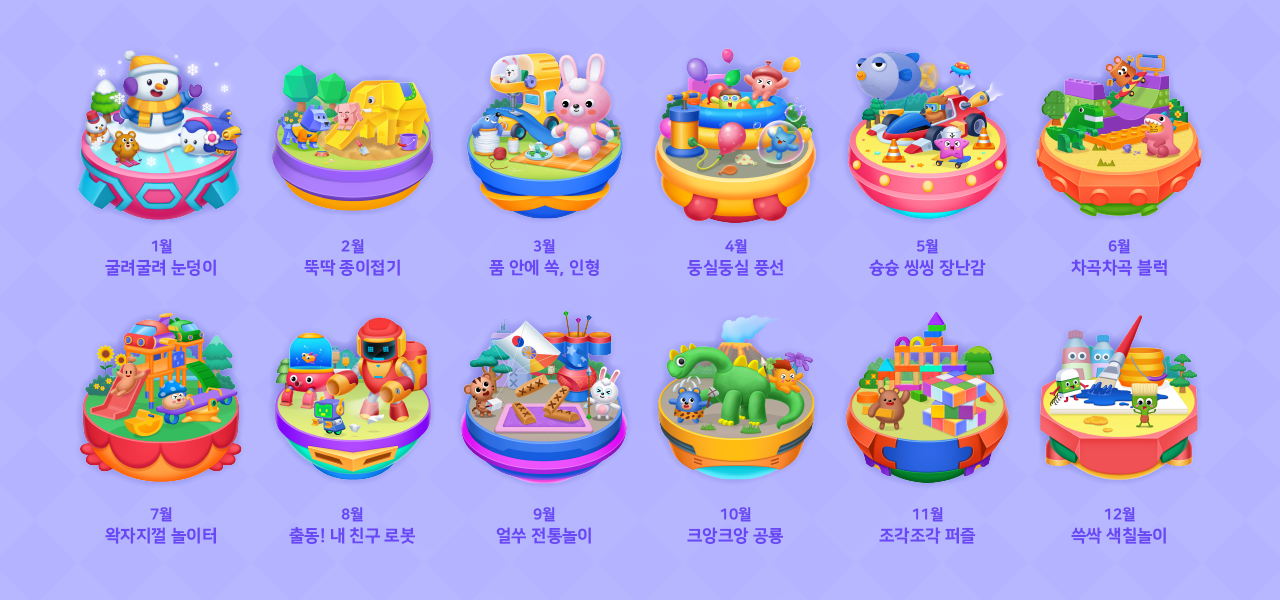 1월
굴려굴려 눈덩이
2월
뚝딱 종이접기
3월
품 안에 쏙, 인형
4월
둥실둥실 풍선
5월
슝슝 씽씽 장난감
6월
차곡차곡 블럭
7월
왁자지껄 놀이터
8월
출동! 내 친구 로봇
9월
얼쑤 전통놀이
10월
크앙크앙 공룡
11월
조각조각 퍼즐
12월
쓱싹 색칠놀이